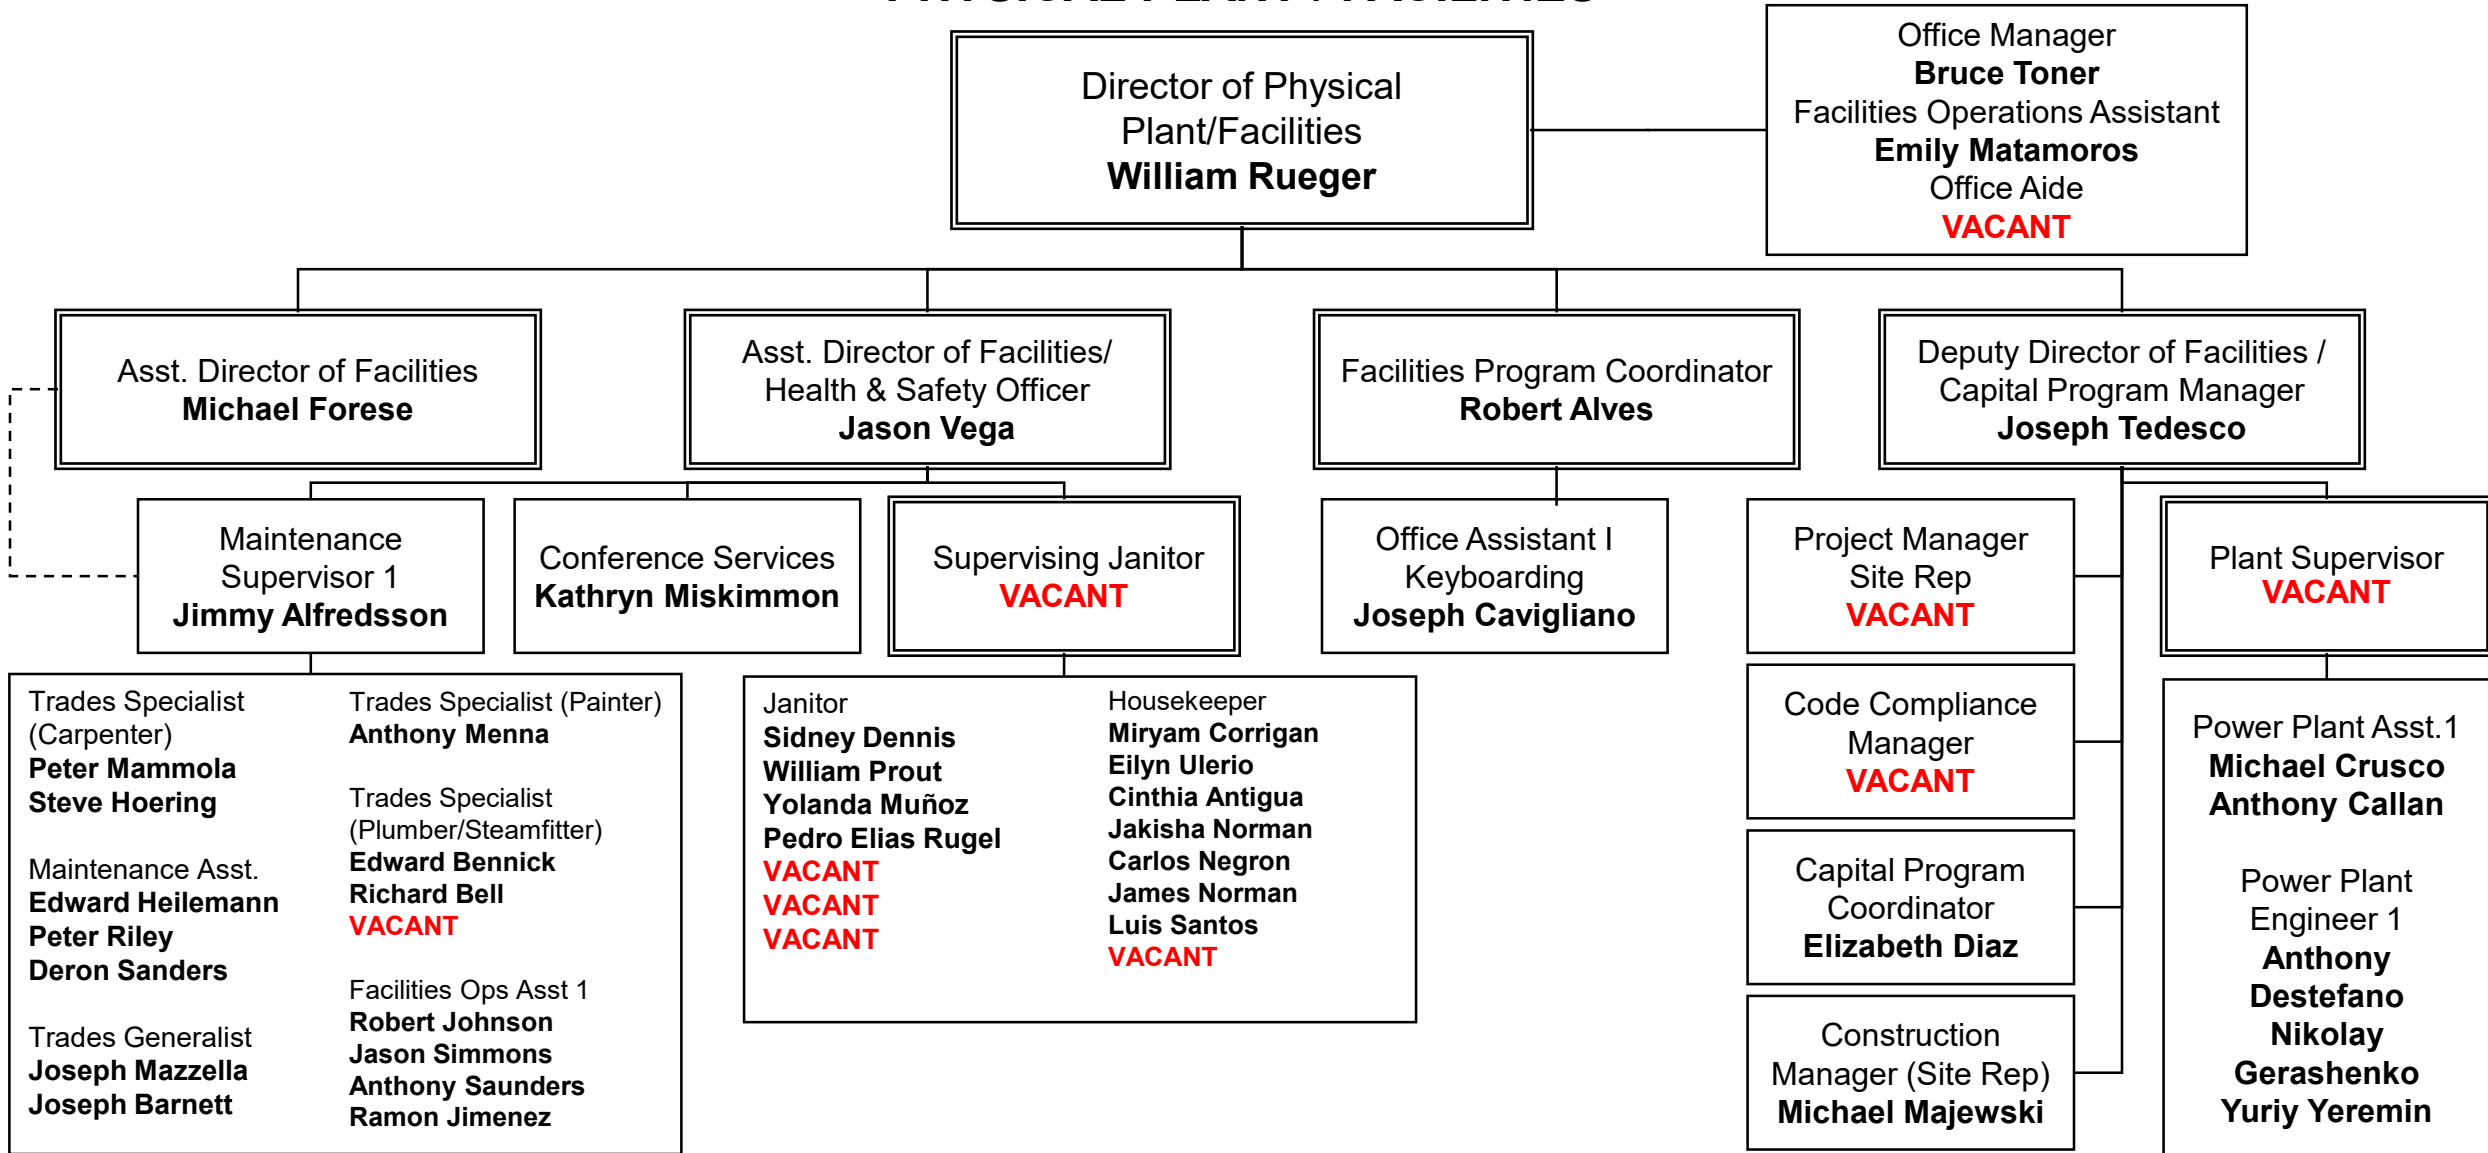 PHYSICAL PLANT / FACILITIES
Director of Physical
Plant/Facilities
William Rueger
Office Manager
Bruce Toner
Facilities Operations Assistant
Emily Matamoros
Office Aide
VACANT
Asst. Director of Facilities
Michael Forese
Asst. Director of Facilities/
Health & Safety Officer
Jason Vega
Facilities Program Coordinator
Robert Alves
Deputy Director of Facilities /
Capital Program Manager
Joseph Tedesco
Maintenance
Supervisor 1
Jimmy Alfredsson
Conference Services
Kathryn Miskimmon
Supervising Janitor
VACANT
Office Assistant I
Keyboarding
Joseph Cavigliano
Project Manager
Site Rep
VACANT
Plant Supervisor
VACANT
Trades Specialist
(Carpenter)
Peter Mammola
Steve Hoering
Maintenance Asst.
Edward Heilemann
Peter Riley
Deron Sanders
Trades Generalist
Joseph Mazzella
Joseph Barnett
Trades Specialist (Painter)
Anthony Menna
Trades Specialist
(Plumber/Steamfitter)
Edward Bennick
Richard Bell
VACANT
Facilities Ops Asst 1
Robert Johnson
Jason Simmons
Anthony Saunders
Ramon Jimenez
Janitor
Sidney Dennis
William Prout
Yolanda Muñoz
Pedro Elias Rugel
VACANT
VACANT
VACANT
Housekeeper
Miryam Corrigan
Eilyn Ulerio
Cinthia Antigua
Jakisha Norman
Carlos Negron
James Norman
Luis Santos
VACANT
Code Compliance
Manager
VACANT
Capital Program
Coordinator
Elizabeth Diaz
Construction
Manager (Site Rep)
Michael Majewski
Power Plant Asst.1
Michael Crusco
Anthony Callan
Power Plant
Engineer 1
Anthony
Destefano
Nikolay
Gerashenko
Yuriy Yeremin